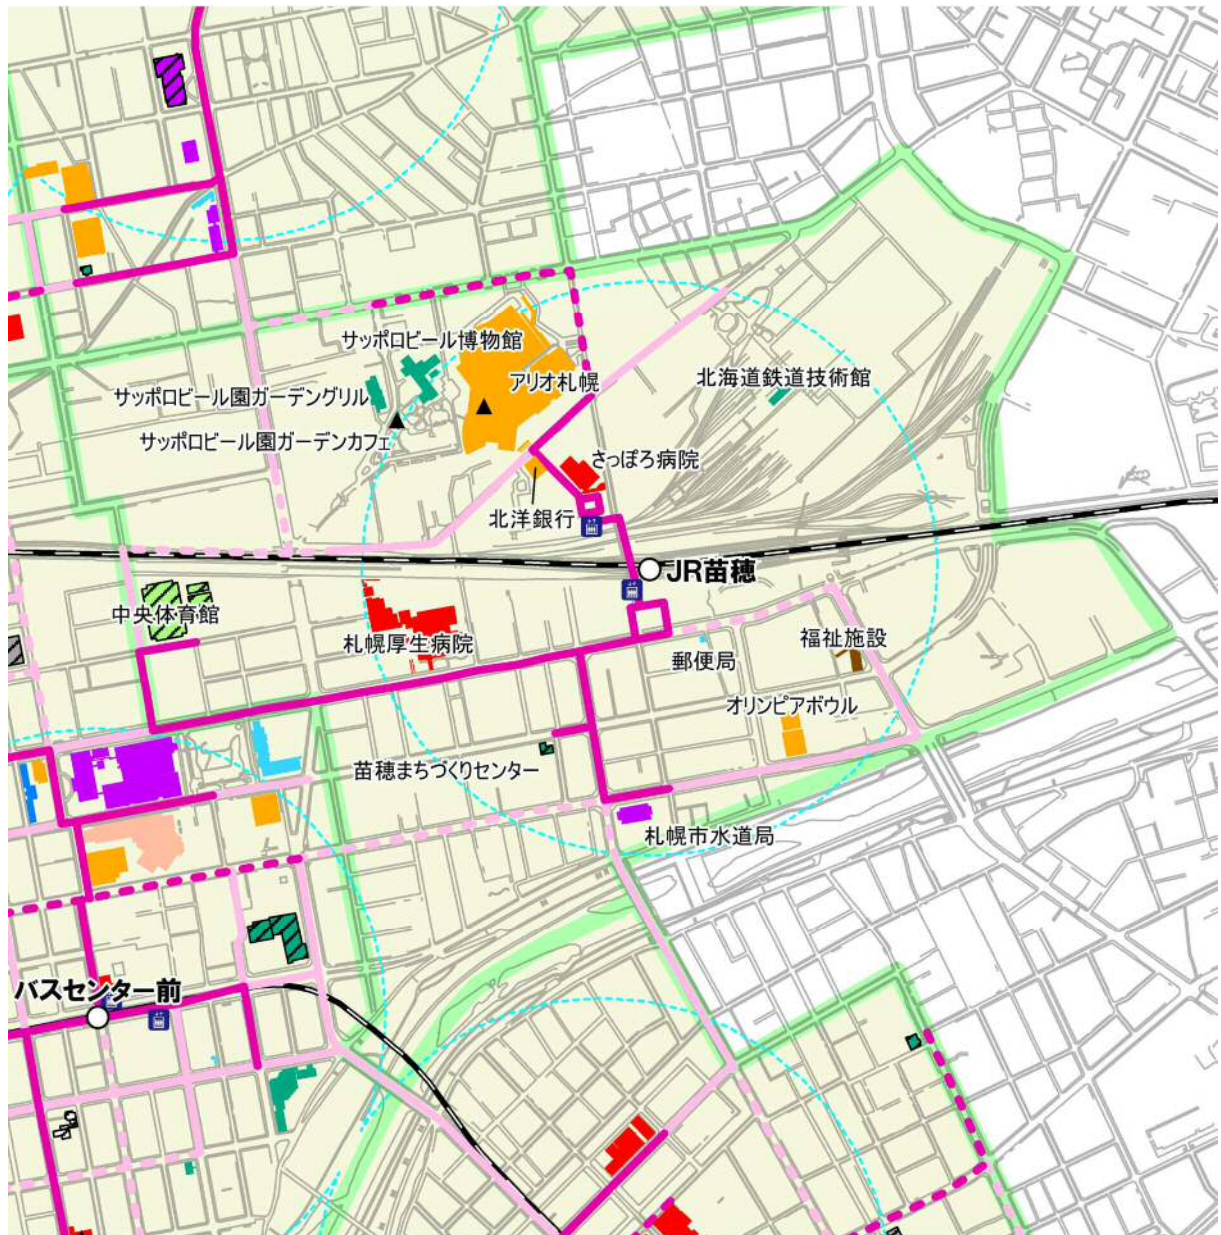 サッポロビール博物館
アリオ札幌
北海道鉄道技術館
サッポロビール園ガーデングリル
サッポロビール園ガーデンカフェ
さっぽろ病院
北洋銀行
JR苗穂
中央体育館
札幌厚生病院
福祉施設
郵便局
オリンピアボウル
苗穂まちづくりセンター
札幌市水道局
バスセンター前